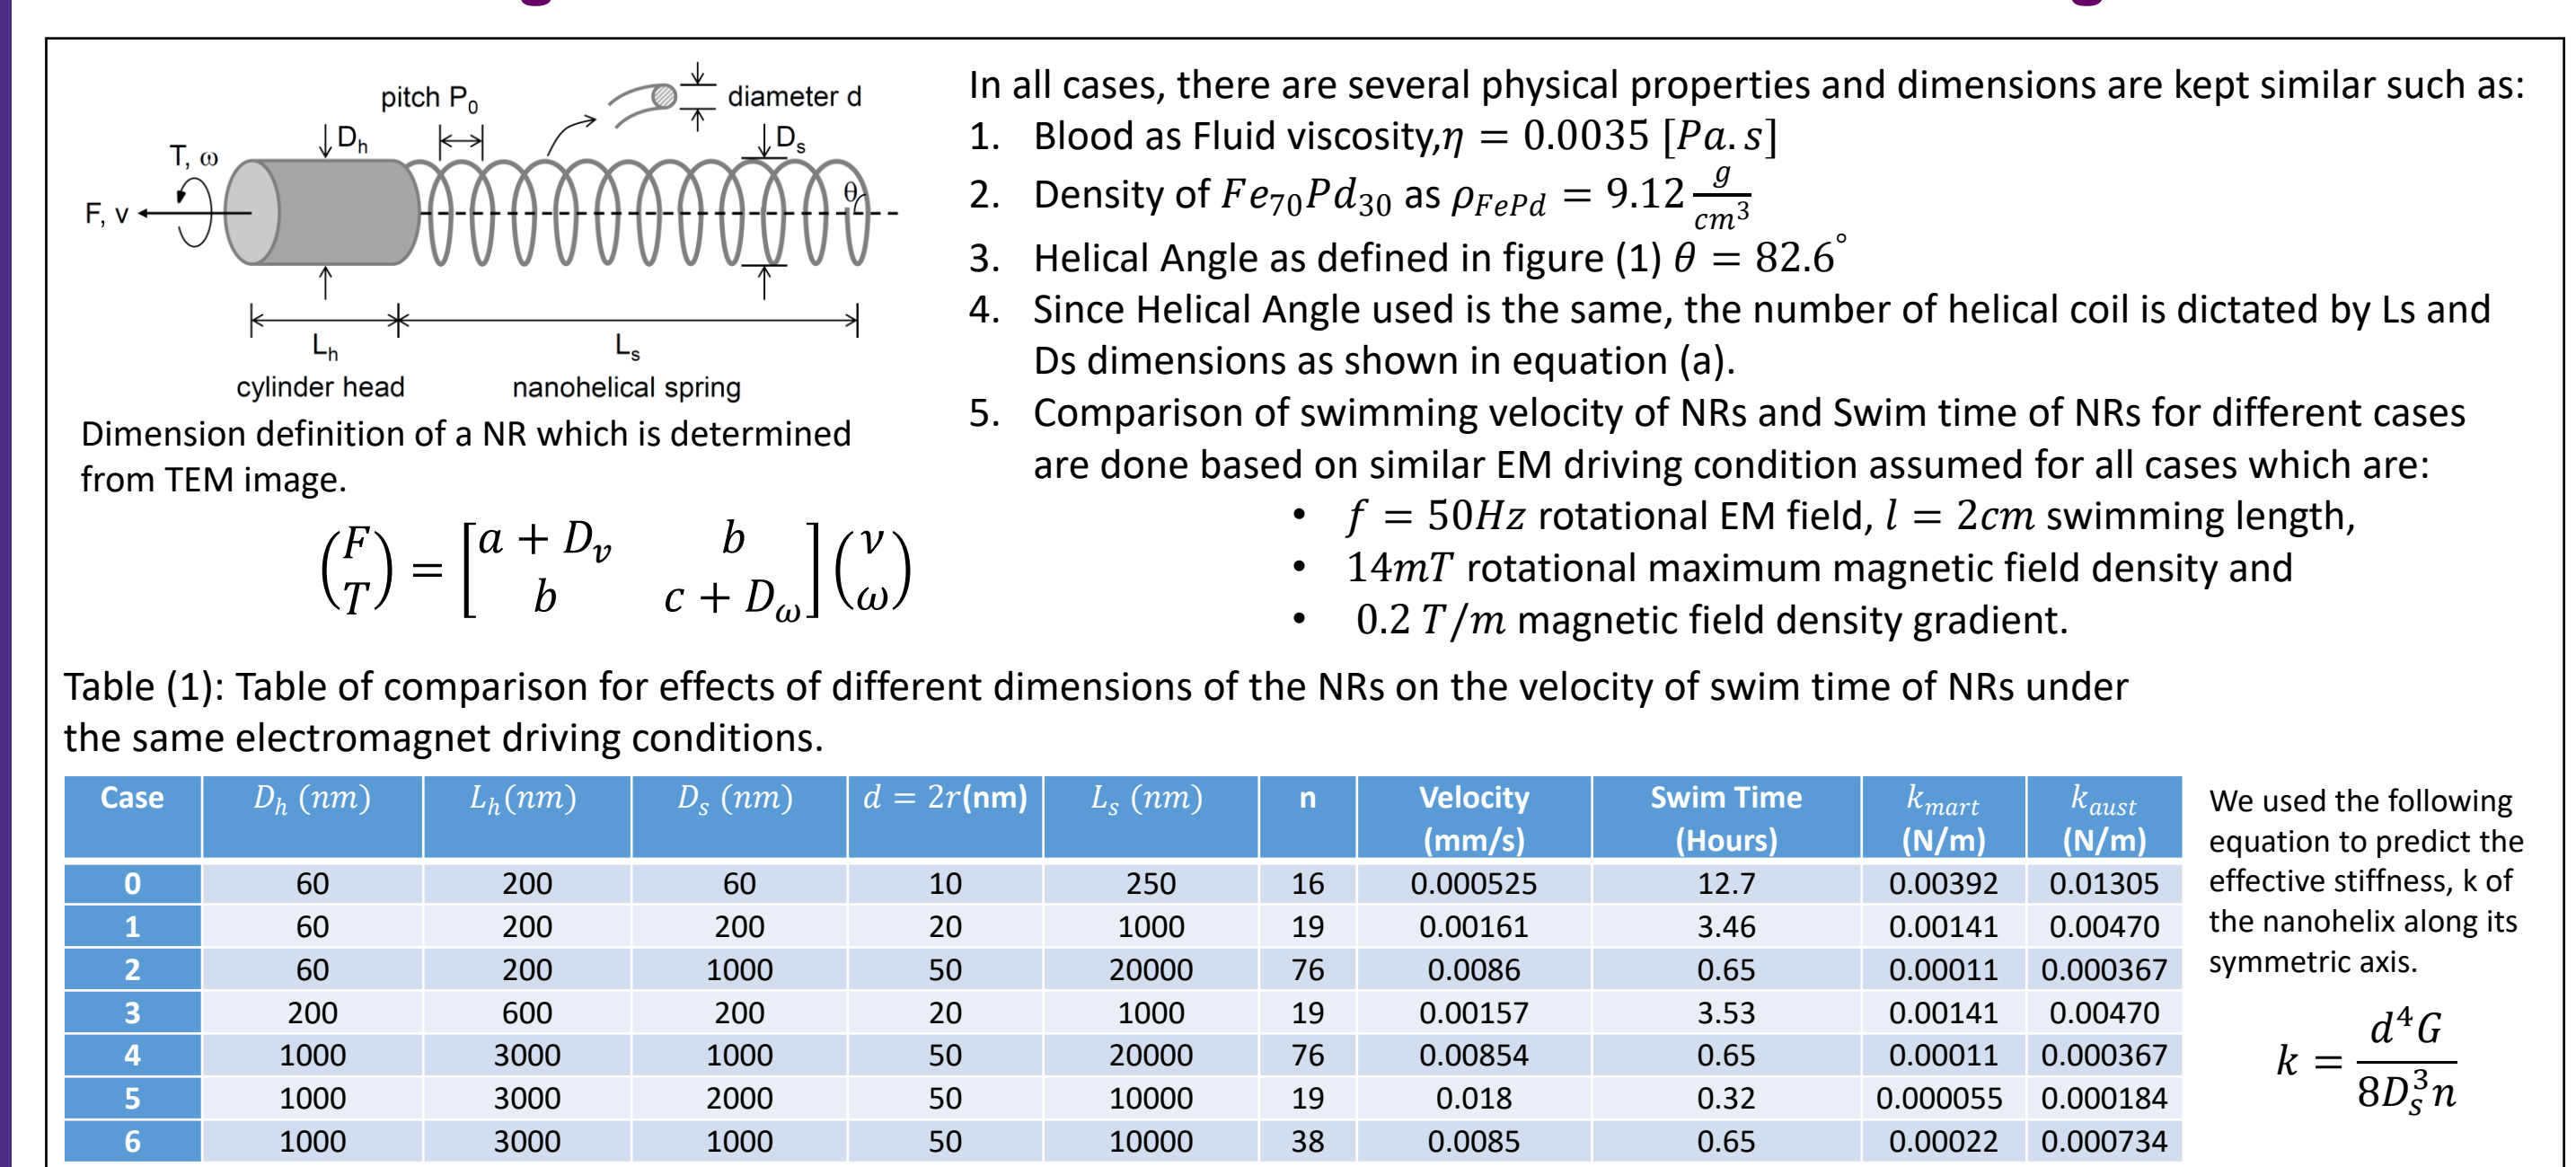 pitch P₀
diameter d
Dₕ
Dₛ
T, ω
θ
F, v
Lₕ
Lₛ
cylinder head
nanohelical spring
Dimension definition of a NR which is determined
from TEM image.
(F T) = [a + D_v b b c + D_ω] (ν ω)
In all cases, there are several physical properties and dimensions are kept similar such as:
1. Blood as Fluid viscosity,η = 0.0035 [Pa.s]
2. Density of Fe₇₀Pd₃₀ as ρ_FePd = 9.12 g/cm³
3. Helical Angle as defined in figure (1) θ = 82.6°
4. Since Helical Angle used is the same, the number of helical coil is dictated by Ls and
Ds dimensions as shown in equation (a).
5. Comparison of swimming velocity of NRs and Swim time of NRs for different cases
are done based on similar EM driving condition assumed for all cases which are:
• f = 50Hz rotational EM field, l = 2cm swimming length,
• 14mT rotational maximum magnetic field density and
• 0.2 T/m magnetic field density gradient.
Table (1): Table of comparison for effects of different dimensions of the NRs on the velocity of swim time of NRs under
the same electromagnet driving conditions.
Case Dₕ (nm) Lₕ(nm) Dₛ (nm) d = 2r(nm) Lₛ (nm) n Velocity (mm/s) Swim Time (Hours) k_mart (N/m) k_aust (N/m)
0 60 200 60 10 250 16 0.000525 12.7 0.00392 0.01305
1 60 200 200 20 1000 19 0.00161 3.46 0.00141 0.00470
2 60 200 1000 50 20000 76 0.0086 0.65 0.00011 0.000367
3 200 600 200 20 1000 19 0.00157 3.53 0.00141 0.00470
4 1000 3000 1000 50 20000 76 0.00854 0.65 0.00011 0.000367
5 1000 3000 2000 50 10000 19 0.018 0.32 0.000055 0.000184
6 1000 3000 1000 50 10000 38 0.0085 0.65 0.00022 0.000734
We used the following
equation to predict the
effective stiffness, k of
the nanohelix along its
symmetric axis.
k = d⁴G / 8Dₛ³n